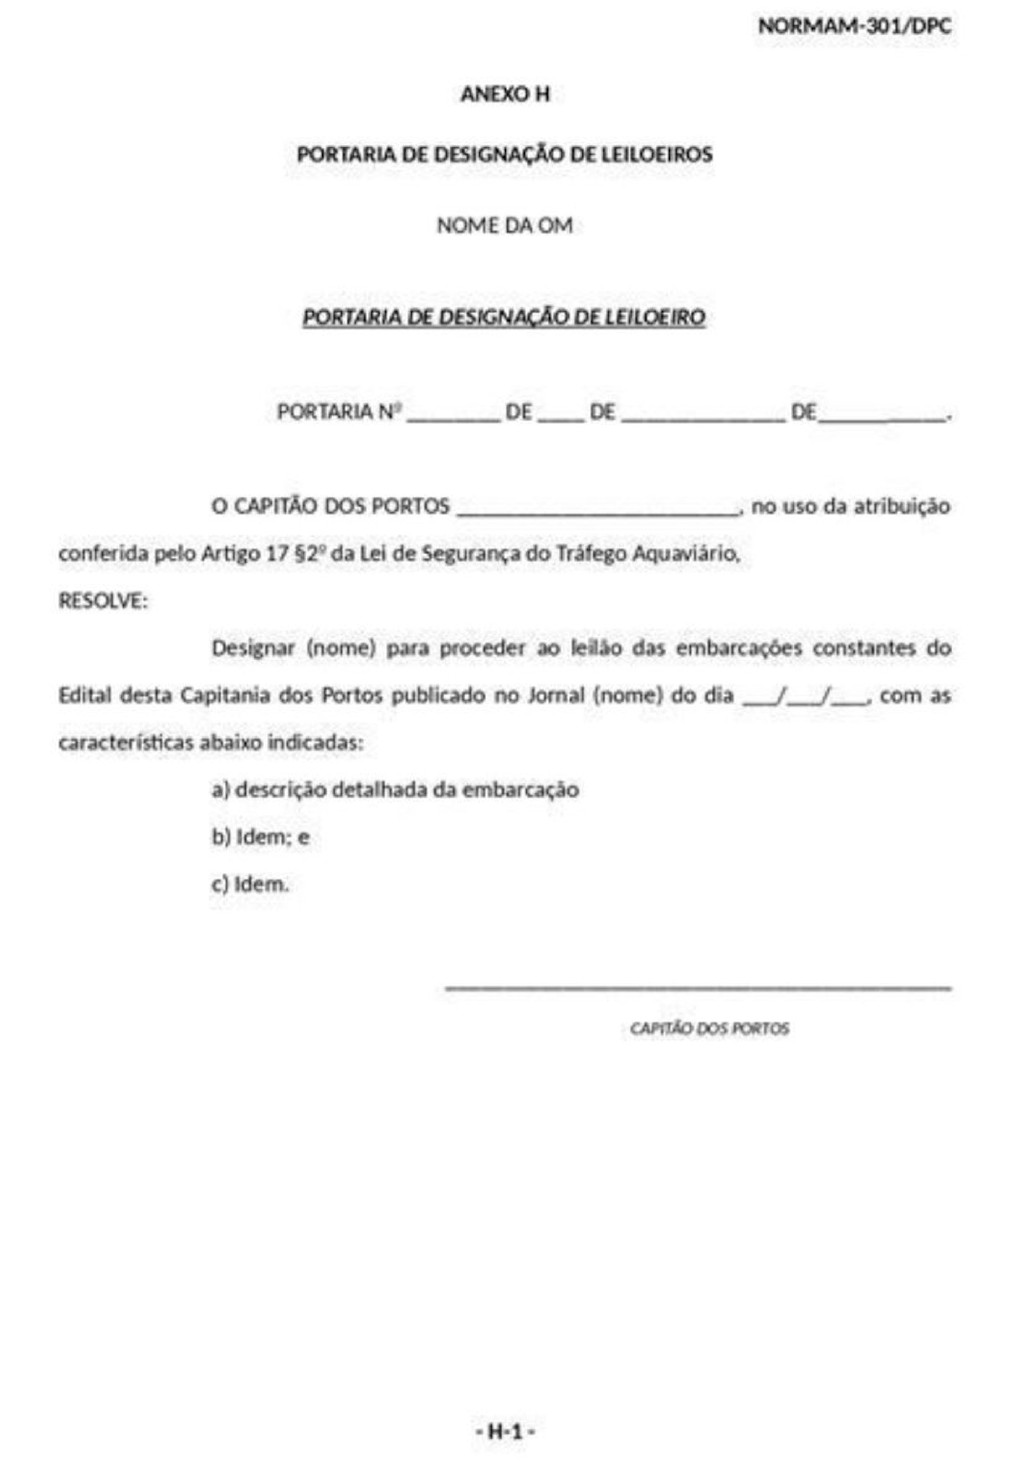 NORMAM-301/DPC
ANEXO H
PORTARIA DE DESIGNAÇÃO DE LEILOEIROS
NOME DA OM
PORTARIA DE DESIGNAÇÃO DE LEILOEIRO
PORTARIA Nº ________ DE ____ DE ______________ DE___________.
O CAPITÃO DOS PORTOS ________________________, no uso da atribuição
conferida pelo Artigo 17 §2º da Lei de Segurança do Tráfego Aquaviário,
RESOLVE:
Designar (nome) para proceder ao leilão das embarcações constantes do
Edital desta Capitania dos Portos publicado no Jornal (nome) do dia ___/___/___, com as
características abaixo indicadas:
a) descrição detalhada da embarcação
b) Idem; e
c) Idem.
___________________________________________
CAPITÃO DOS PORTOS
- H-1 -